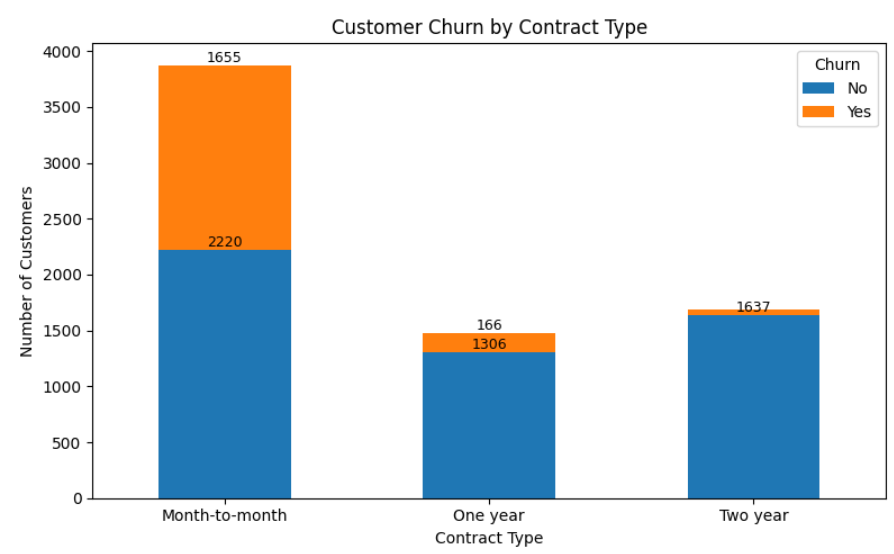 Customer Churn by Contract Type
4000
3500
3000
2500
2000
1500
1000
500
0
Number of Customers
1655
2220
166
1306
1637
Churn
No
Yes
Month-to-month
One year
Two year
Contract Type